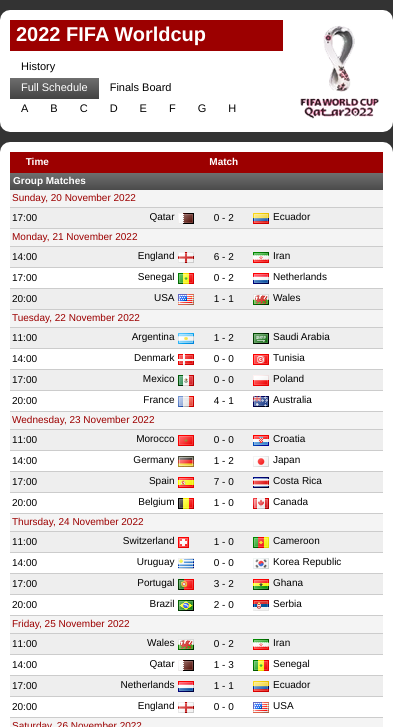 2022 FIFA Worldcup
History
Full Schedule Finals Board
A B C D E F G H
FIFA WORLD CUP
Qatar2022
Time Match
Group Matches
Sunday, 20 November 2022
17:00 Qatar 0 - 2 Ecuador
Monday, 21 November 2022
14:00 England 6 - 2 Iran
17:00 Senegal 0 - 2 Netherlands
20:00 USA 1 - 1 Wales
Tuesday, 22 November 2022
11:00 Argentina 1 - 2 Saudi Arabia
14:00 Denmark 0 - 0 Tunisia
17:00 Mexico 0 - 0 Poland
20:00 France 4 - 1 Australia
Wednesday, 23 November 2022
11:00 Morocco 0 - 0 Croatia
14:00 Germany 1 - 2 Japan
17:00 Spain 7 - 0 Costa Rica
20:00 Belgium 1 - 0 Canada
Thursday, 24 November 2022
11:00 Switzerland 1 - 0 Cameroon
14:00 Uruguay 0 - 0 Korea Republic
17:00 Portugal 3 - 2 Ghana
20:00 Brazil 2 - 0 Serbia
Friday, 25 November 2022
11:00 Wales 0 - 2 Iran
14:00 Qatar 1 - 3 Senegal
17:00 Netherlands 1 - 1 Ecuador
20:00 England 0 - 0 USA
Saturday, 26 November 2022